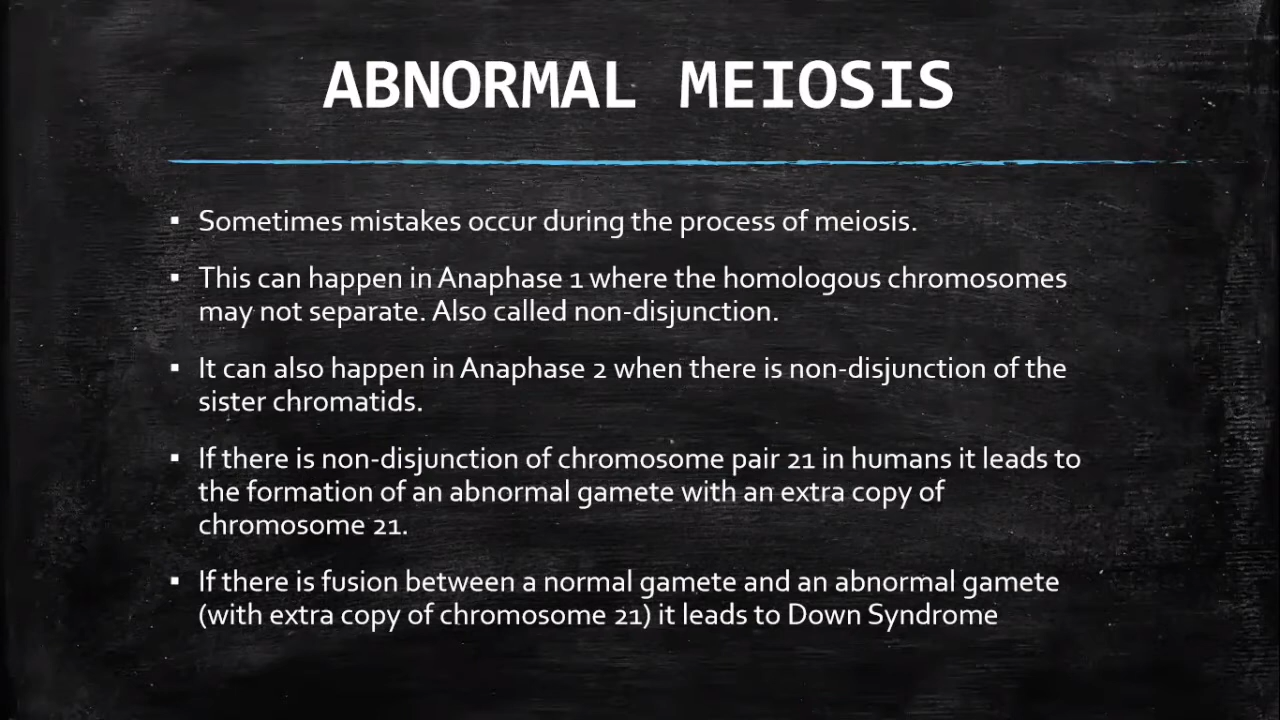 ABNORMAL MEIOSIS
▪ Sometimes mistakes occur during the process of meiosis.
▪ This can happen in Anaphase 1 where the homologous chromosomes
may not separate. Also called non-disjunction.
▪ It can also happen in Anaphase 2 when there is non-disjunction of the
sister chromatids.
▪ If there is non-disjunction of chromosome pair 21 in humans it leads to
the formation of an abnormal gamete with an extra copy of
chromosome 21.
▪ If there is fusion between a normal gamete and an abnormal gamete
(with extra copy of chromosome 21) it leads to Down Syndrome